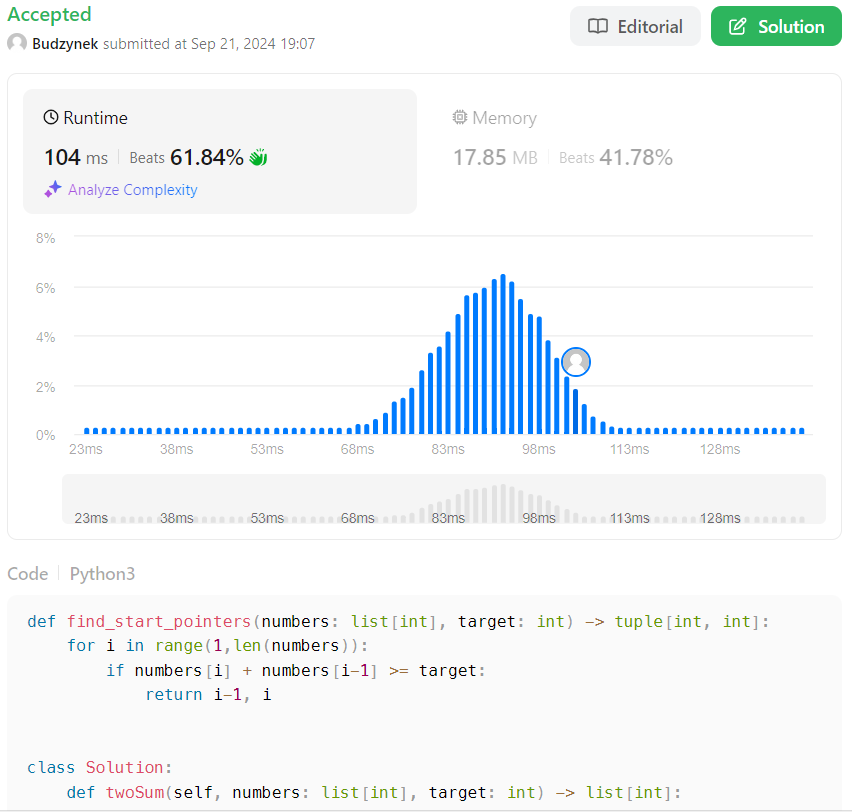 Accepted
Editorial
Solution
Budzynek submitted at Sep 21, 2024 19:07
Runtime
Memory
104 ms Beats 61.84%
17.85 MB Beats 41.78%
Analyze Complexity
8%
6%
4%
2%
0%
23ms 38ms 53ms 68ms 83ms 98ms 113ms 128ms
23ms 38ms 53ms 68ms 83ms 98ms 113ms 128ms
Code Python3
def find_start_pointers(numbers: list[int], target: int) -> tuple[int, int]:
    for i in range(1,len(numbers)):
        if numbers[i] + numbers[i-1] >= target:
            return i-1, i
class Solution:
    def twoSum(self, numbers: list[int], target: int) -> list[int]: